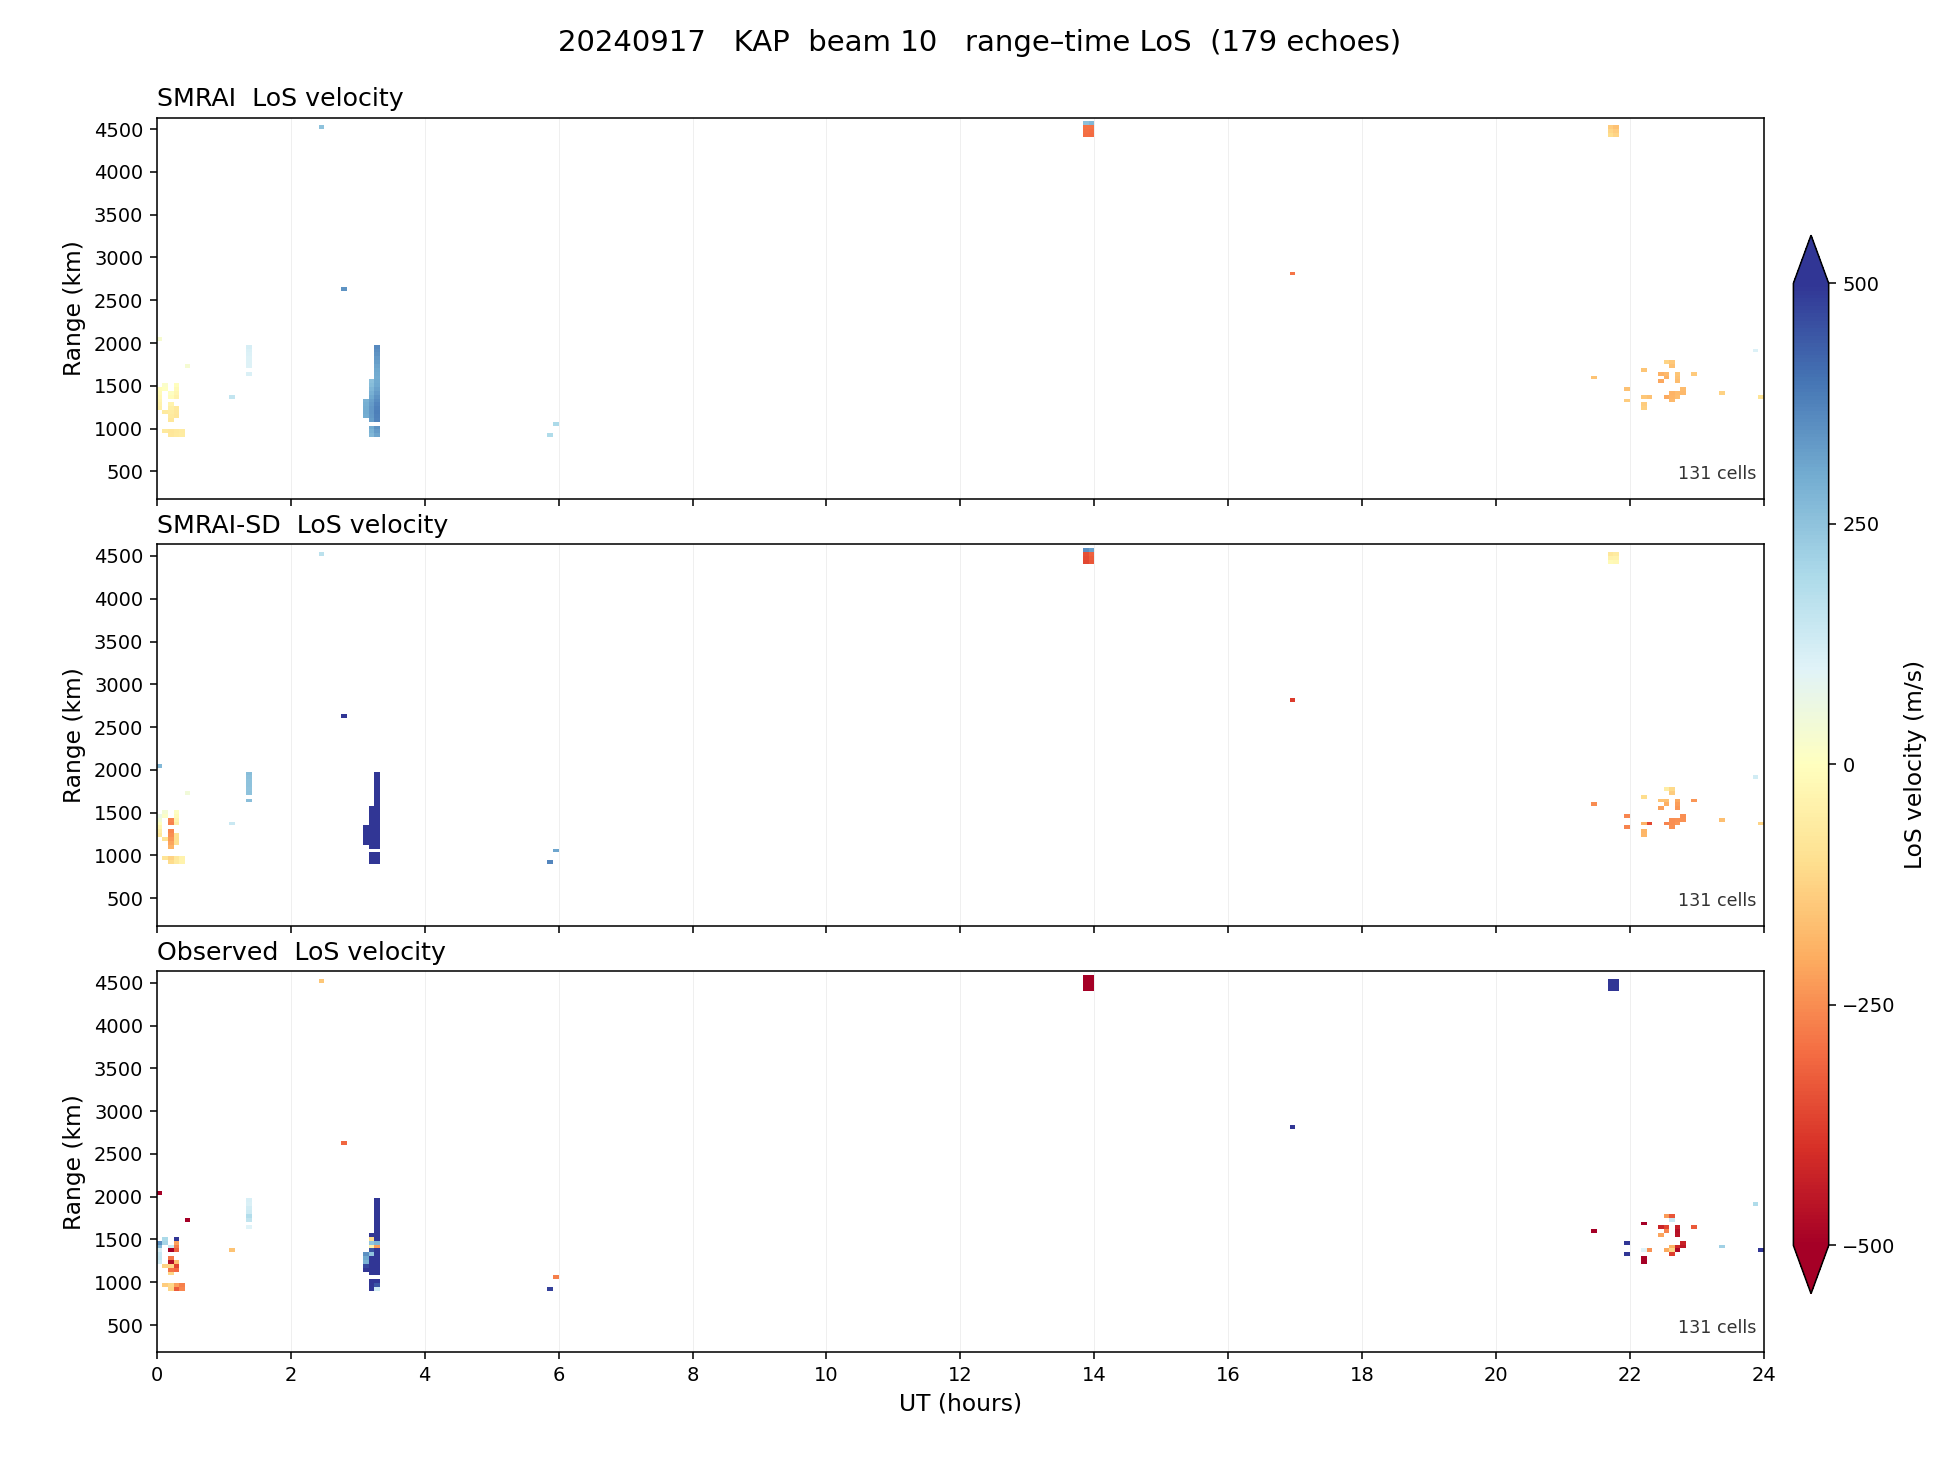 20240917   KAP  beam 10   range–time LoS  (179 echoes)
SMRAI  LoS velocity
4500
4000
3500
3000
2500
2000
1500
1000
500
Range (km)
131 cells
SMRAI-SD  LoS velocity
4500
4000
3500
3000
2500
2000
1500
1000
500
Range (km)
131 cells
Observed  LoS velocity
4500
4000
3500
3000
2500
2000
1500
1000
500
Range (km)
131 cells
0 2 4 6 8 10 12 14 16 18 20 22 24
UT (hours)
500
250
0
−250
−500
LoS velocity (m/s)